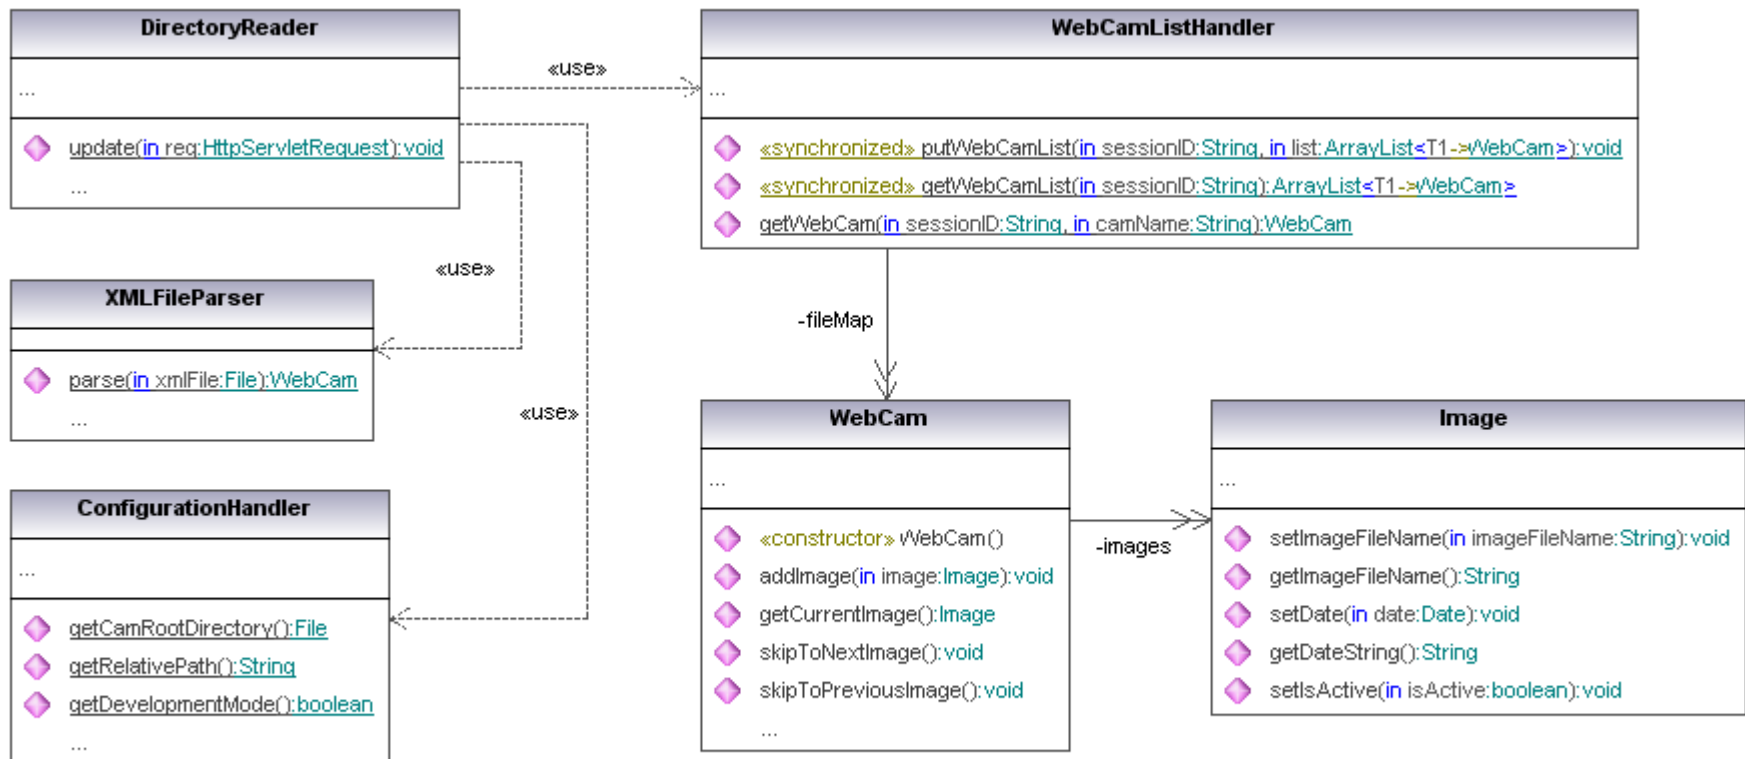 DirectoryReader
...
update(in req:HttpServletRequest):void
...
«use»
WebCamListHandler
...
«synchronized» putWebCamList(in sessionID:String, in list:ArrayList<T1->WebCam>):void
«synchronized» getWebCamList(in sessionID:String):ArrayList<T1->WebCam>
getWebCam(in sessionID:String, in camName:String):WebCam
«use»
XMLFileParser
parse(in xmlFile:File):WebCam
...
-fileMap
«use»
ConfigurationHandler
...
getCamRootDirectory():File
getRelativePath():String
getDevelopmentMode():boolean
...
WebCam
...
«constructor» WebCam()
addImage(in image:Image):void
getCurrentImage():Image
skipToNextImage():void
skipToPreviousImage():void
...
-images
Image
...
setImageFileName(in imageFileName:String):void
getImageFileName():String
setDate(in date:Date):void
getDateString():String
setIsActive(in isActive:boolean):void